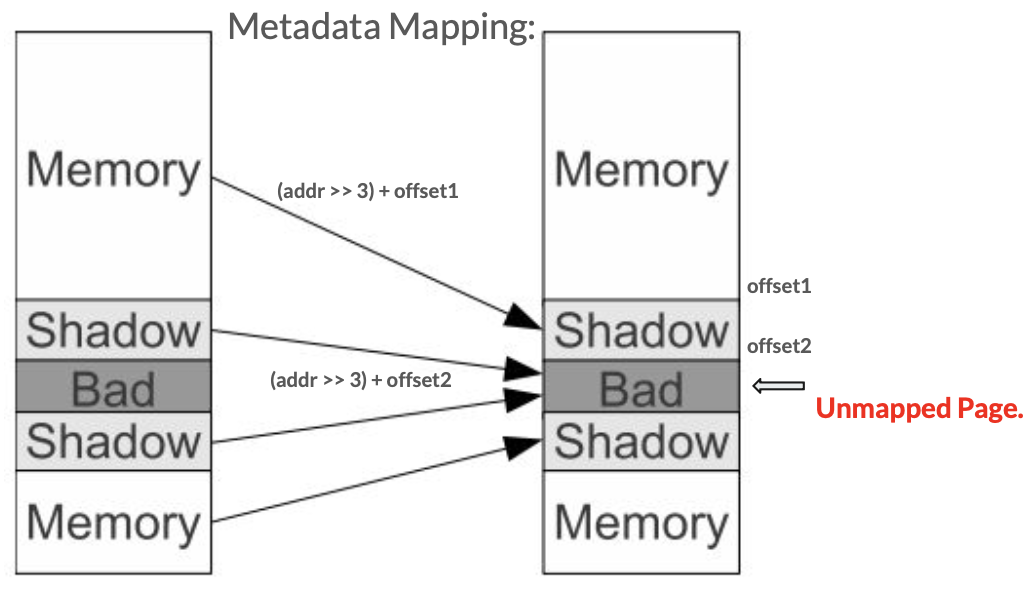 Metadata Mapping:
Memory
Memory
(addr >> 3) + offset1
offset1
Shadow
Shadow
offset2
(addr >> 3) + offset2
Bad
Bad
Unmapped Page.
Shadow
Shadow
Memory
Memory